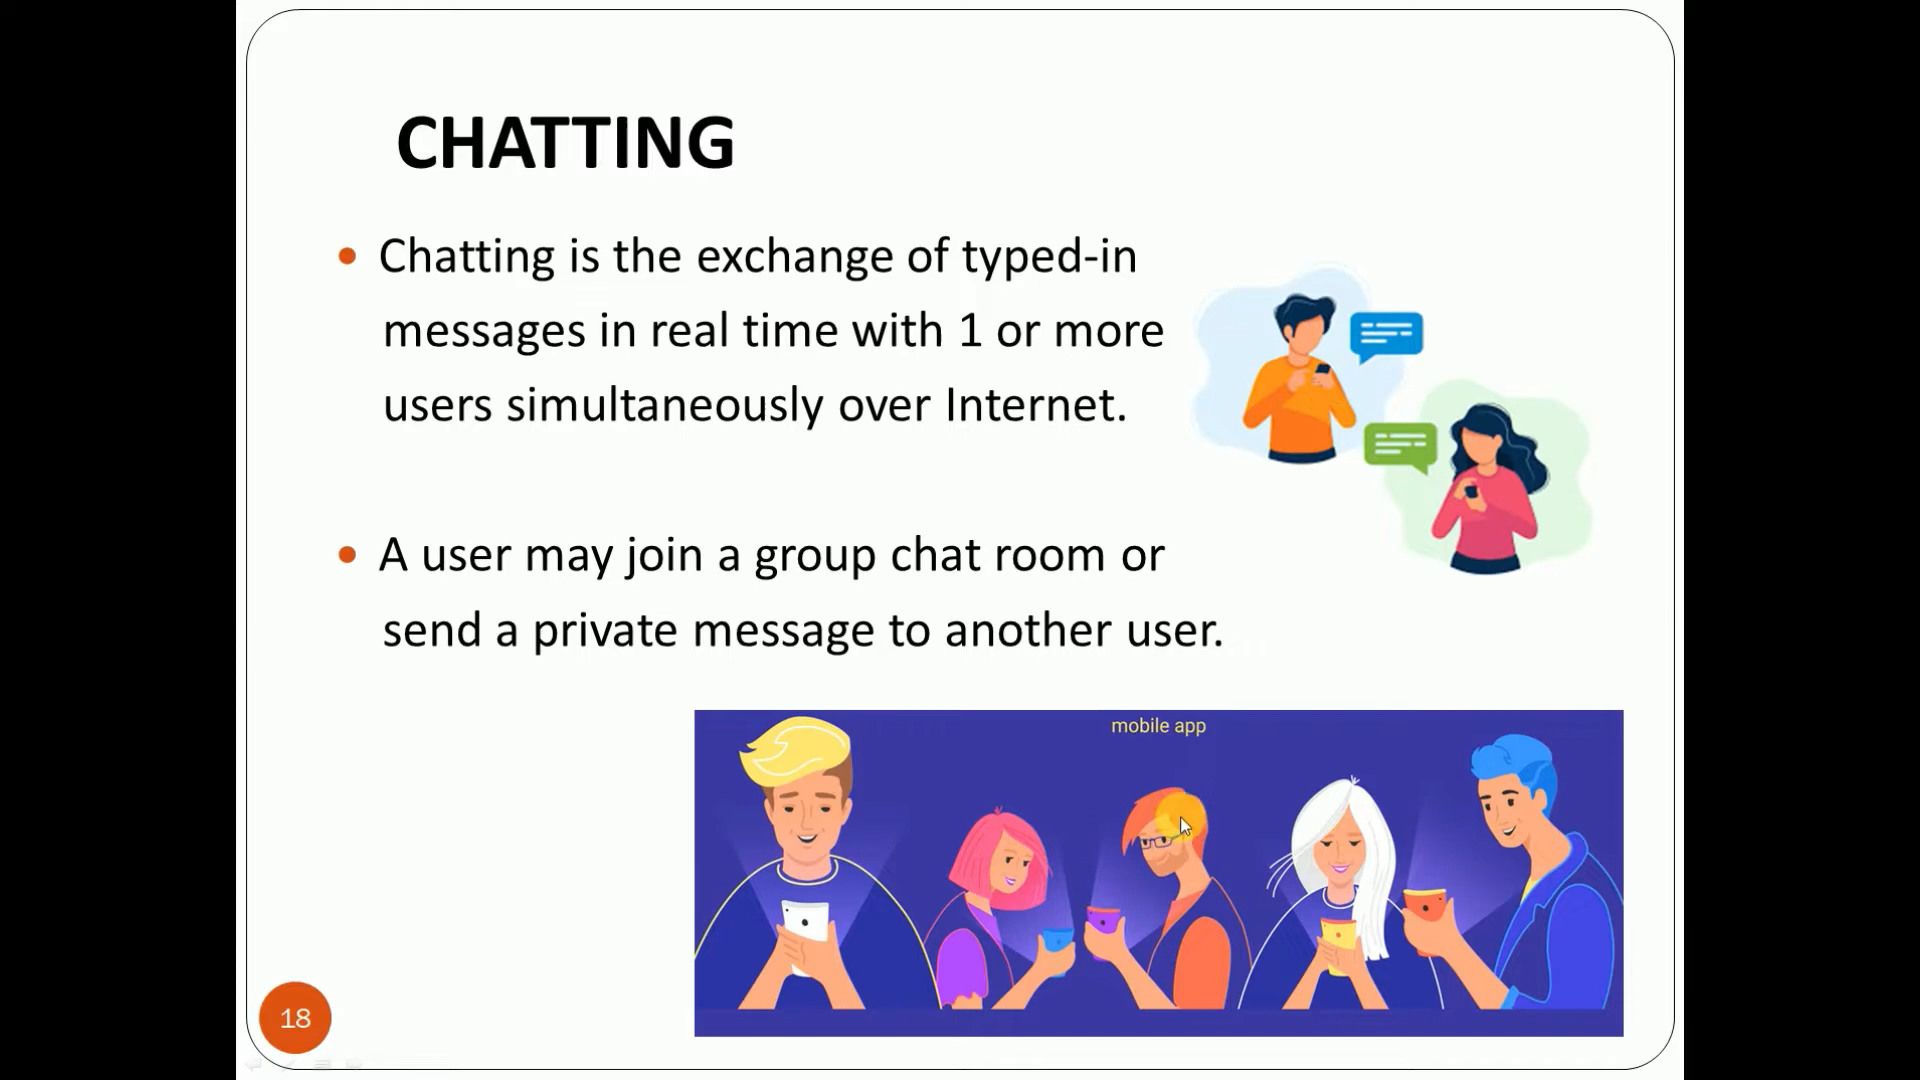 CHATTING
• Chatting is the exchange of typed-in
messages in real time with 1 or more
users simultaneously over Internet.
• A user may join a group chat room or
send a private message to another user.
mobile app
18